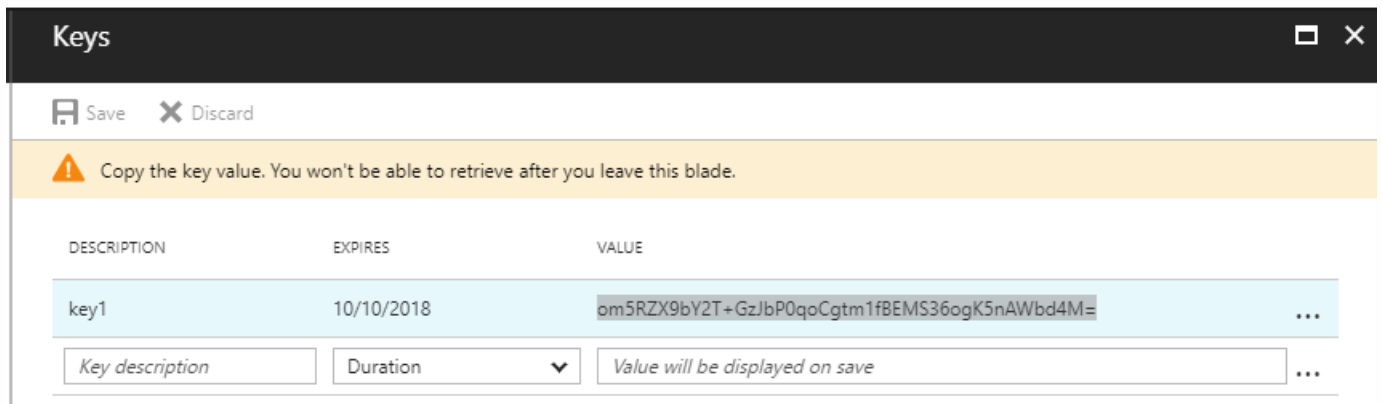 Keys
Save Discard
Copy the key value. You won't be able to retrieve after you leave this blade.
DESCRIPTION EXPIRES VALUE
key1 10/10/2018 om5RZX9bY2T+GzJbP0qoCgtm1fBEMS36ogK5nAWbd4M=
Key description Duration Value will be displayed on save